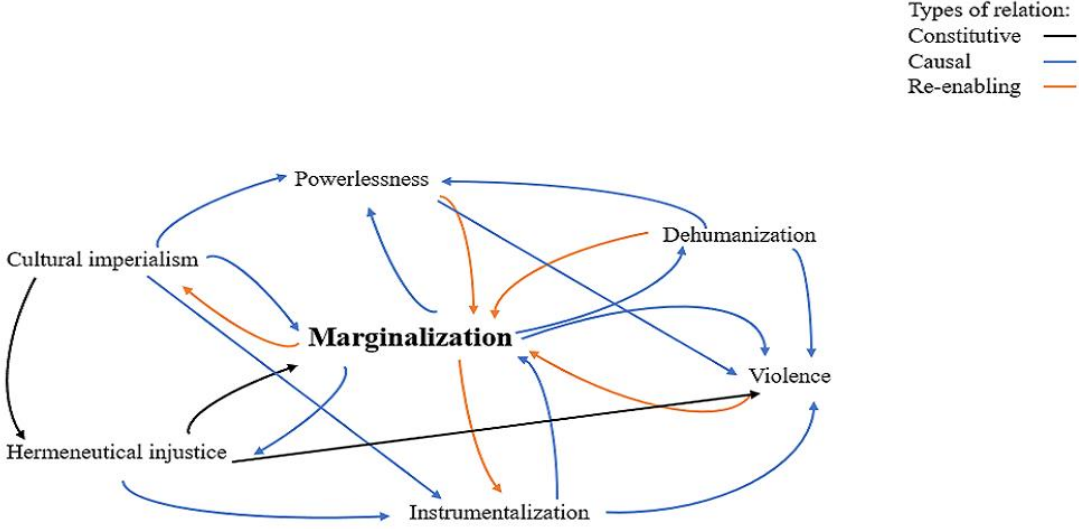 Types of relation:
Constitutive
Causal
Re-enabling
Powerlessness
Dehumanization
Cultural imperialism
Marginalization
Violence
Hermeneutical injustice
Instrumentalization